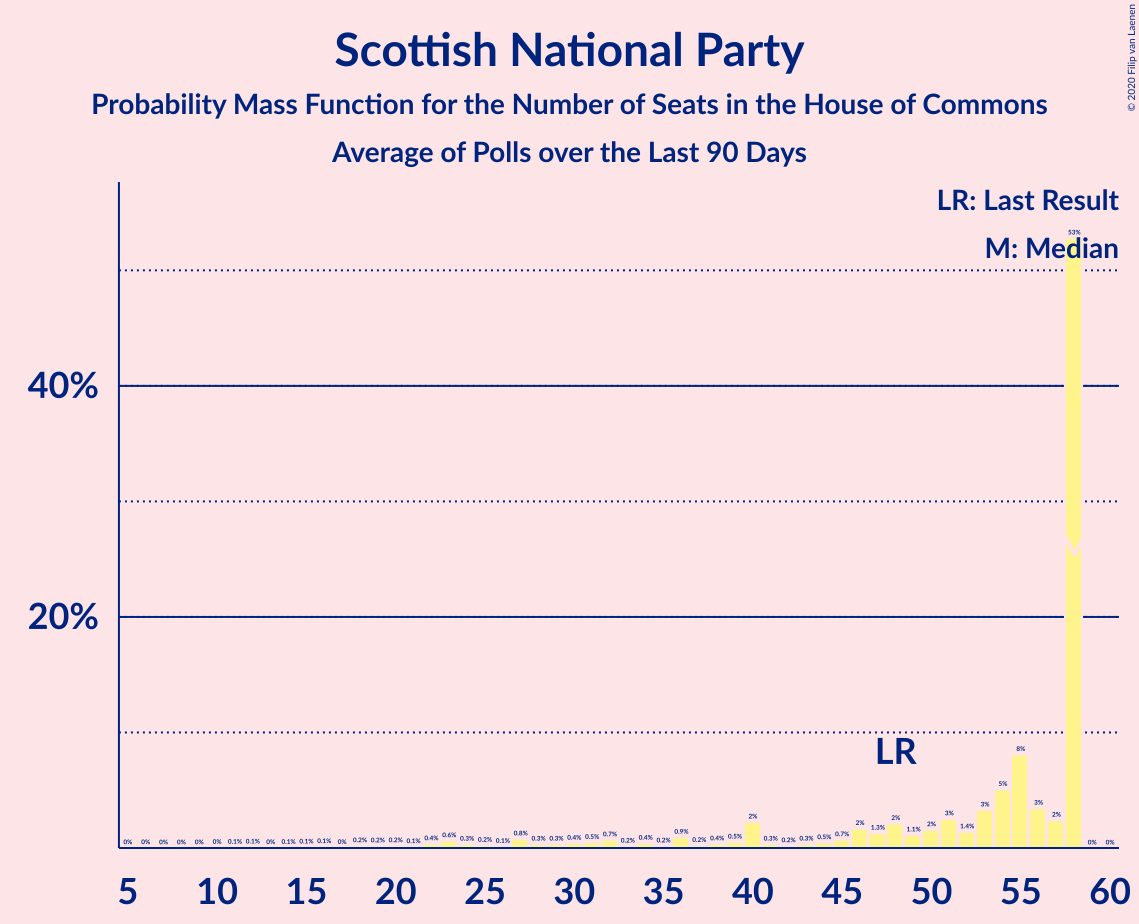 Scottish National Party
Probability Mass Function for the Number of Seats in the House of Commons
Average of Polls over the Last 90 Days
© 2020 Filip van Laenen
LR: Last Result
M: Median
53%
40%
20%
LR
0% 0% 0% 0% 0% 0% 0.1% 0.1% 0% 0.1% 0.1% 0.1% 0% 0.2% 0.2% 0.2% 0.1% 0.4% 0.6% 0.3% 0.2% 0.1% 0.8% 0.3% 0.3% 0.4% 0.5% 0.7% 0.2% 0.4% 0.2% 0.9% 0.2% 0.4% 0.5% 2% 0.3% 0.2% 0.3% 0.5% 0.7% 2% 1.3% 2% 1.1% 2% 3% 1.4% 3% 5% 8% 3% 2% 0% 0%
5 10 15 20 25 30 35 40 45 50 55 60